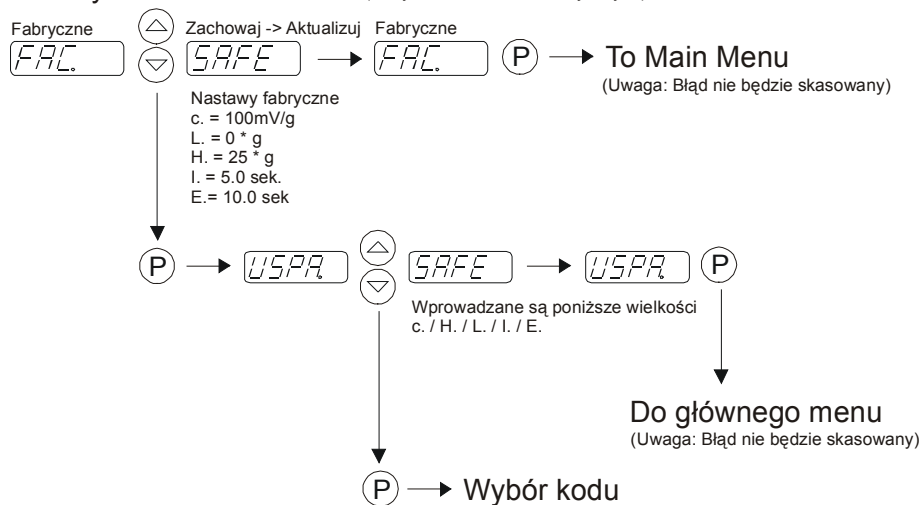 Fabryczne
Zachowaj -> Aktualizuj
Fabryczne
FAC.
SAFE
FAC.
P
To Main Menu
(Uwaga: Błąd nie będzie skasowany)
Nastawy fabryczne
c. = 100mV/g
L. = 0 * g
H. = 25 * g
I. = 5.0 sek.
E.= 10.0 sek
P
USPA.
SAFE
USPA.
P
Wprowadzane są poniższe wielkości
c. / H. / L. / I. / E.
Do głównego menu
(Uwaga: Błąd nie będzie skasowany)
P
Wybór kodu